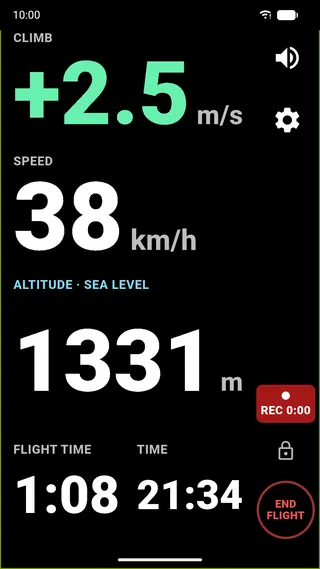 10:00
CLIMB
+2.5 m/s
SPEED
38 km/h
ALTITUDE · SEA LEVEL
1331 m
REC 0:00
FLIGHT TIME TIME
1:08 21:34
END
FLIGHT